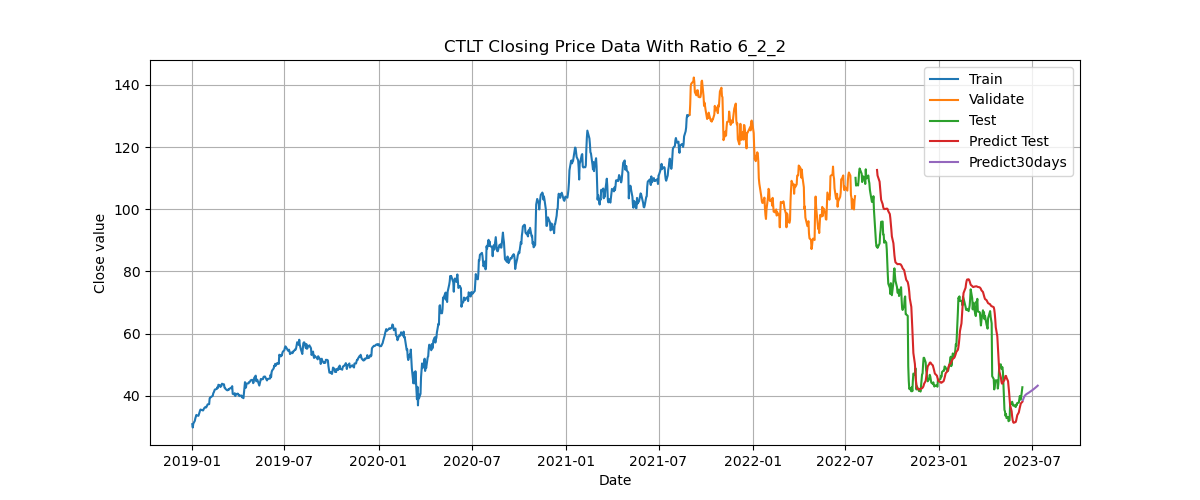 CTLT Closing Price Data With Ratio 6_2_2
Close value
140
120
100
80
60
40
Train
Validate
Test
Predict Test
Predict30days
2019-01 2019-07 2020-01 2020-07 2021-01 2021-07 2022-01 2022-07 2023-01 2023-07
Date